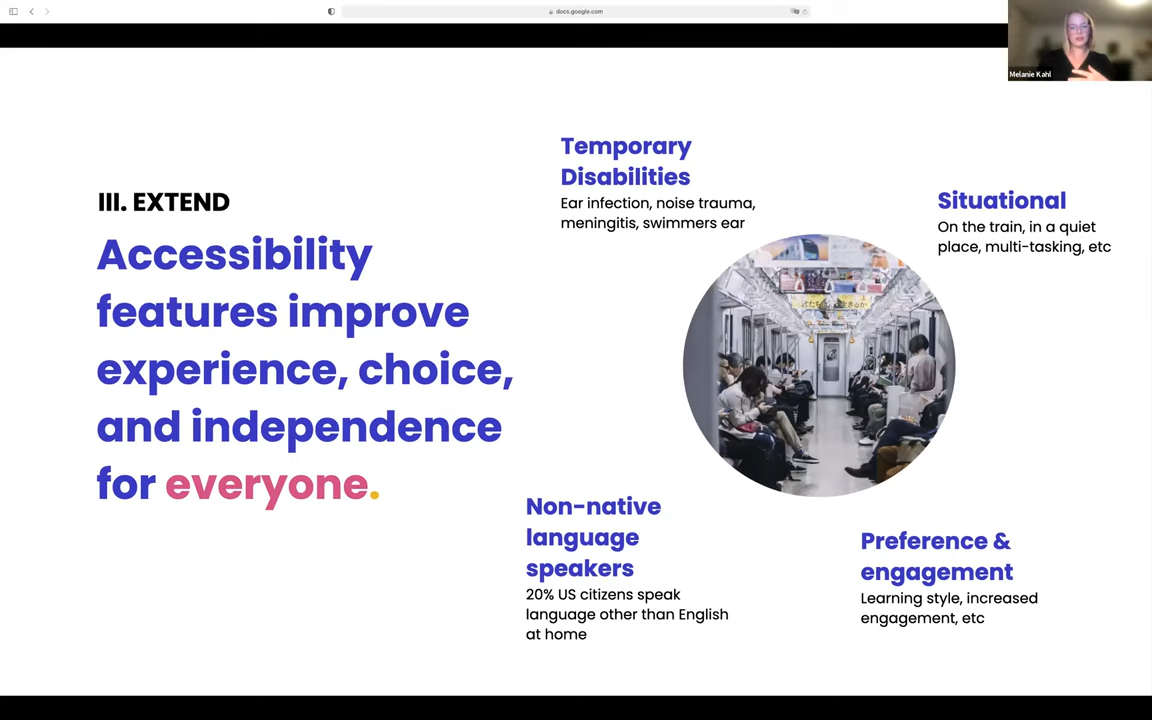 docs.google.com
Melanie Kahl
III. EXTEND
Accessibility
features improve
experience, choice,
and independence
for everyone.
Temporary
Disabilities
Ear infection, noise trauma,
meningitis, swimmers ear
Situational
On the train, in a quiet
place, multi-tasking, etc
Non-native
language
speakers
20% US citizens speak
language other than English
at home
Preference &
engagement
Learning style, increased
engagement, etc